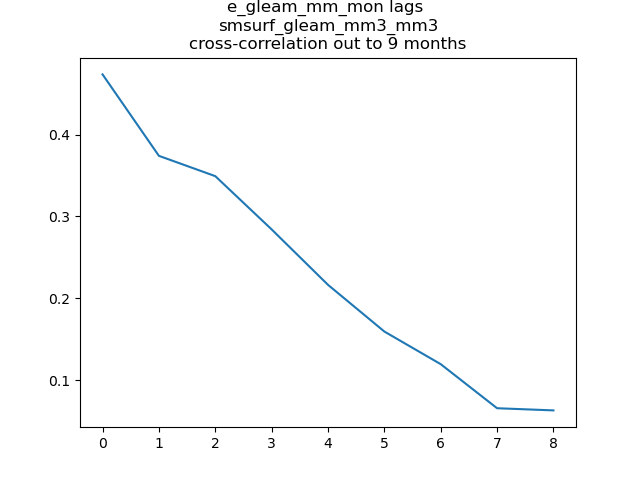 e_gleam_mm_mon lags
smsurf_gleam_mm3_mm3
cross-correlation out to 9 months
0.4
0.3
0.2
0.1
0 1 2 3 4 5 6 7 8